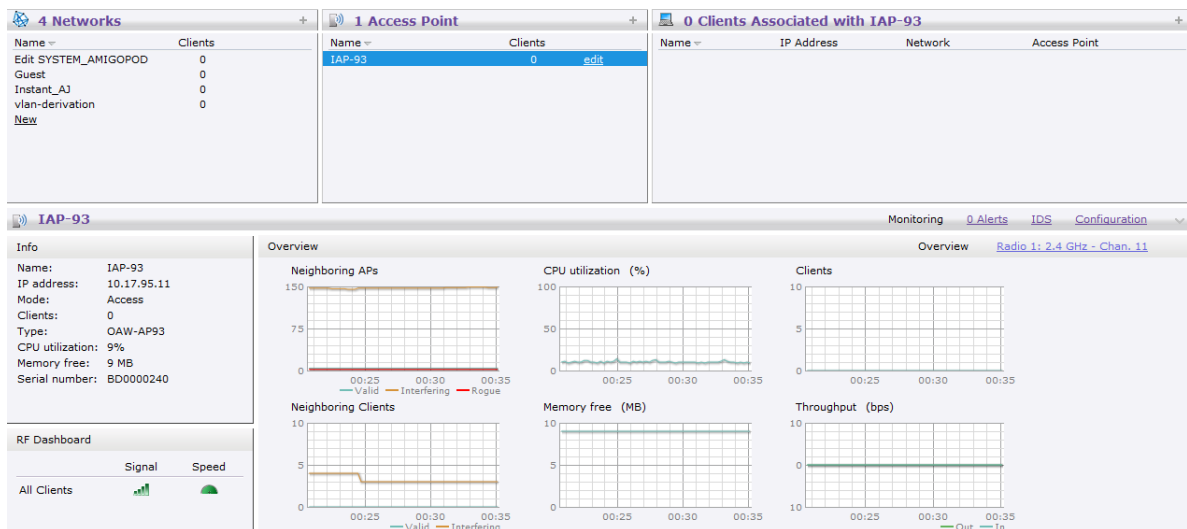 4 Networks +
Name Clients
Edit SYSTEM_AMIGOPOD 0
Guest 0
Instant_AJ 0
vlan-derivation 0
New
1 Access Point +
Name Clients
IAP-93 0 edit
0 Clients Associated with IAP-93 +
Name IP Address Network Access Point
IAP-93 Monitoring 0 Alerts IDS Configuration
Info
Name: IAP-93
IP address: 10.17.95.11
Mode: Access
Clients: 0
Type: OAW-AP93
CPU utilization: 9%
Memory free: 9 MB
Serial number: BD0000240
RF Dashboard
Signal Speed
All Clients
Overview Overview Radio 1: 2.4 GHz - Chan. 11
Neighboring APs
150
75
0
00:25 00:30 00:35
Valid Interfering Rogue
CPU utilization (%)
100
50
0
00:25 00:30 00:35
Clients
10
5
0
00:25 00:30 00:35
Neighboring Clients
10
5
0
00:25 00:30 00:35
Valid Interfering
Memory free (MB)
10
5
0
00:25 00:30 00:35
Throughput (bps)
10
0
10
00:25 00:30 00:35
Out In